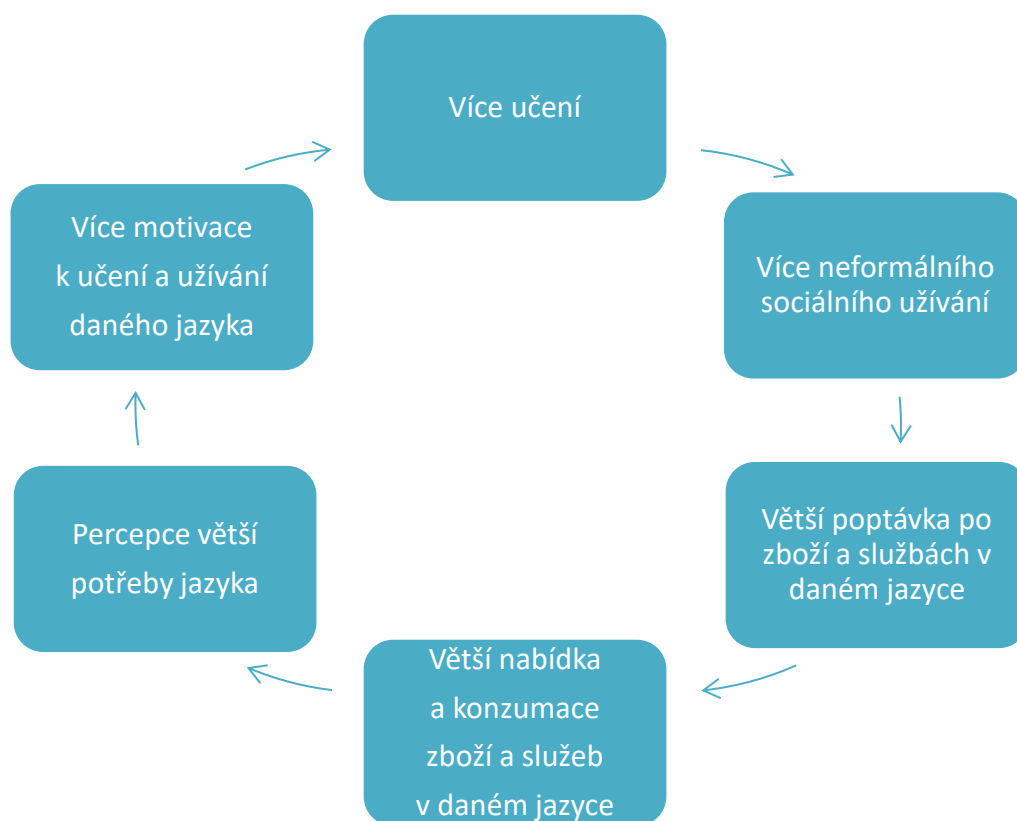 Více učení
Více neformálního
sociálního užívání
Větší poptávka po
zboží a službách v
daném jazyce
Větší nabídka
a konzumace
zboží a služeb
v daném jazyce
Percepce větší
potřeby jazyka
Více motivace
k učení a užívání
daného jazyka